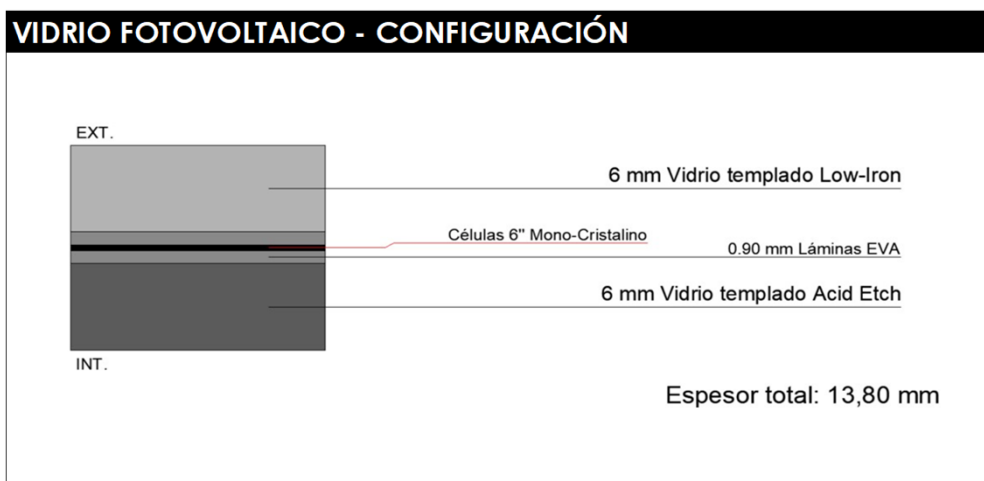 VIDRIO FOTOVOLTAICO - CONFIGURACIÓN
EXT.
6 mm Vidrio templado Low-Iron
Células 6" Mono-Cristalino
0.90 mm Láminas EVA
6 mm Vidrio templado Acid Etch
INT.
Espesor total: 13,80 mm